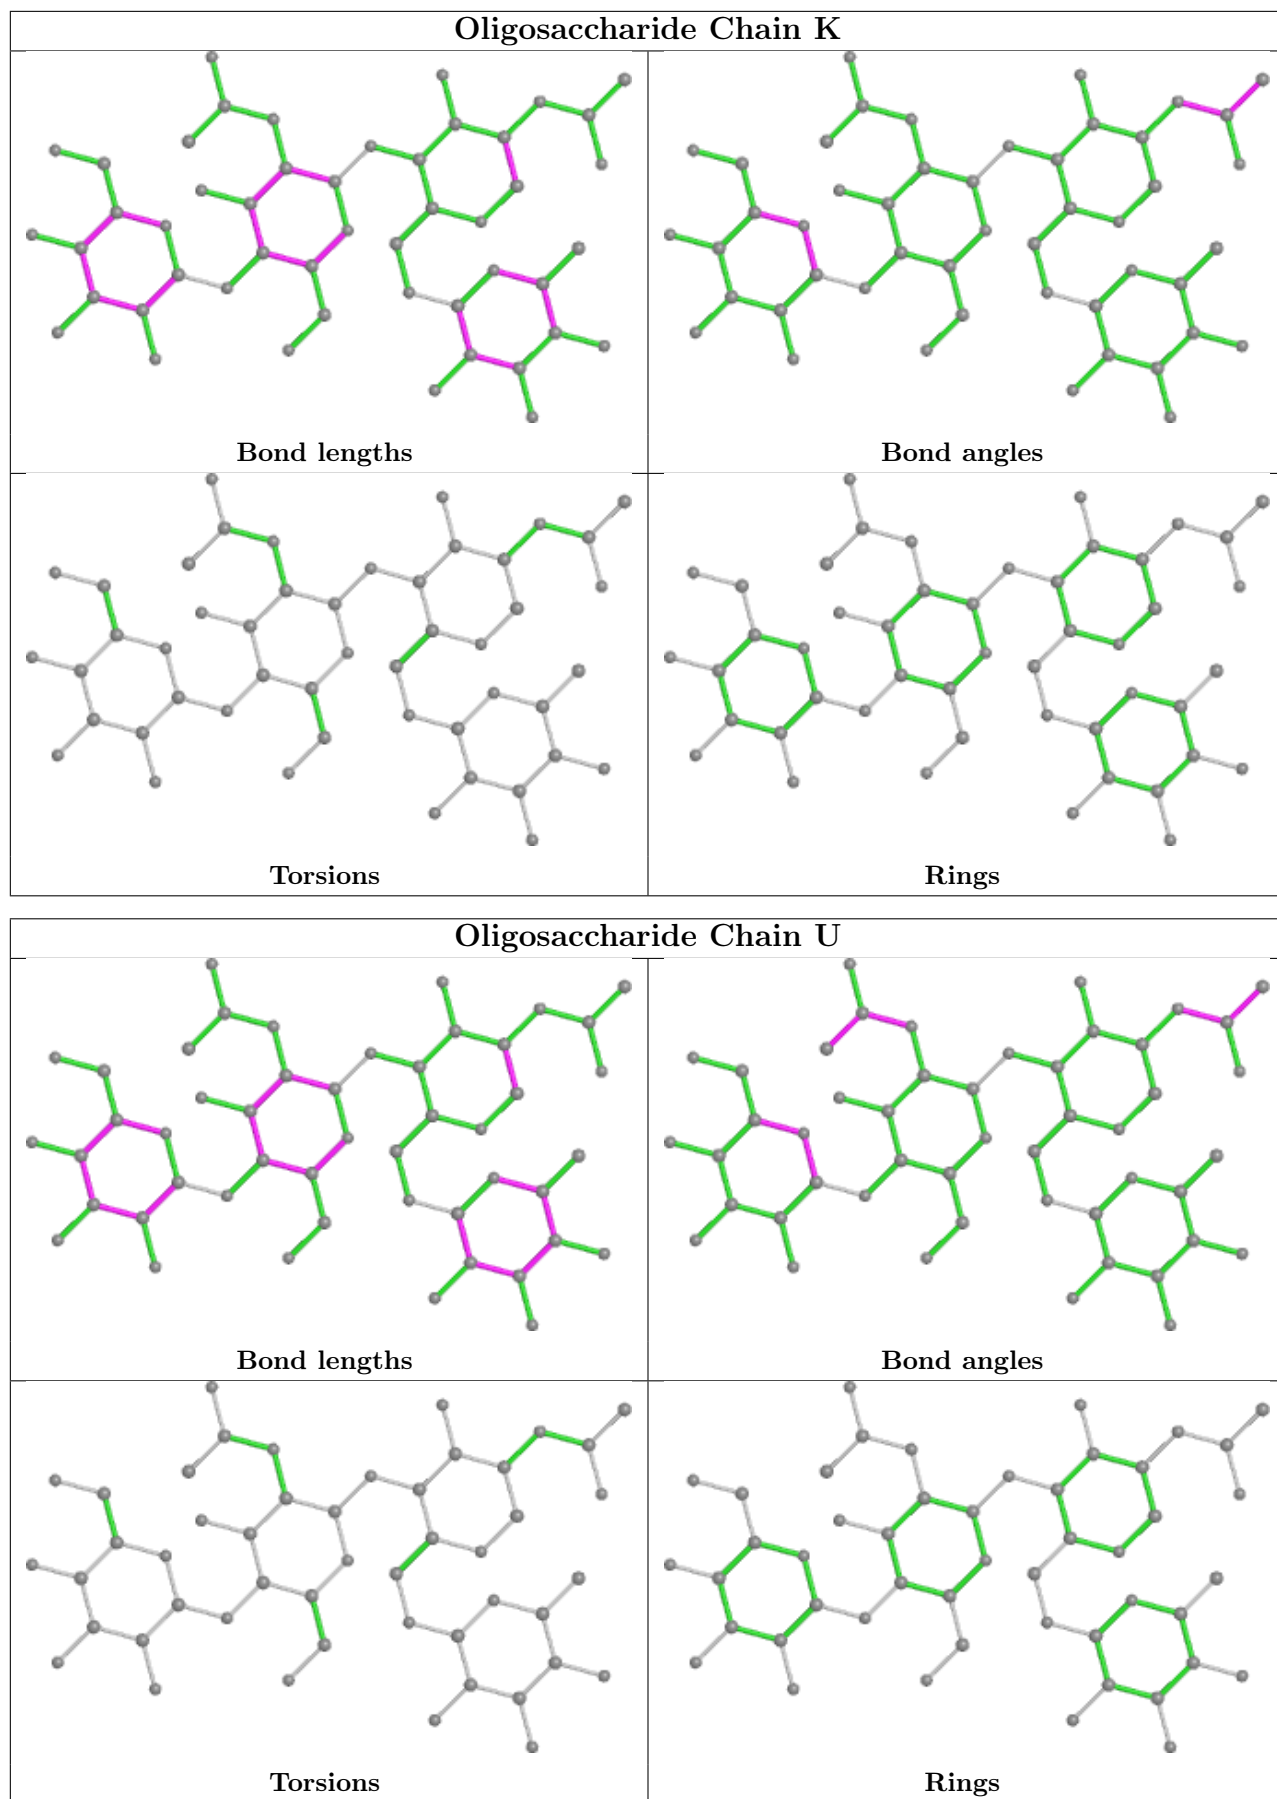 Oligosaccharide Chain K
Bond lengths
Bond angles
Torsions
Rings
Oligosaccharide Chain U
Bond lengths
Bond angles
Torsions
Rings